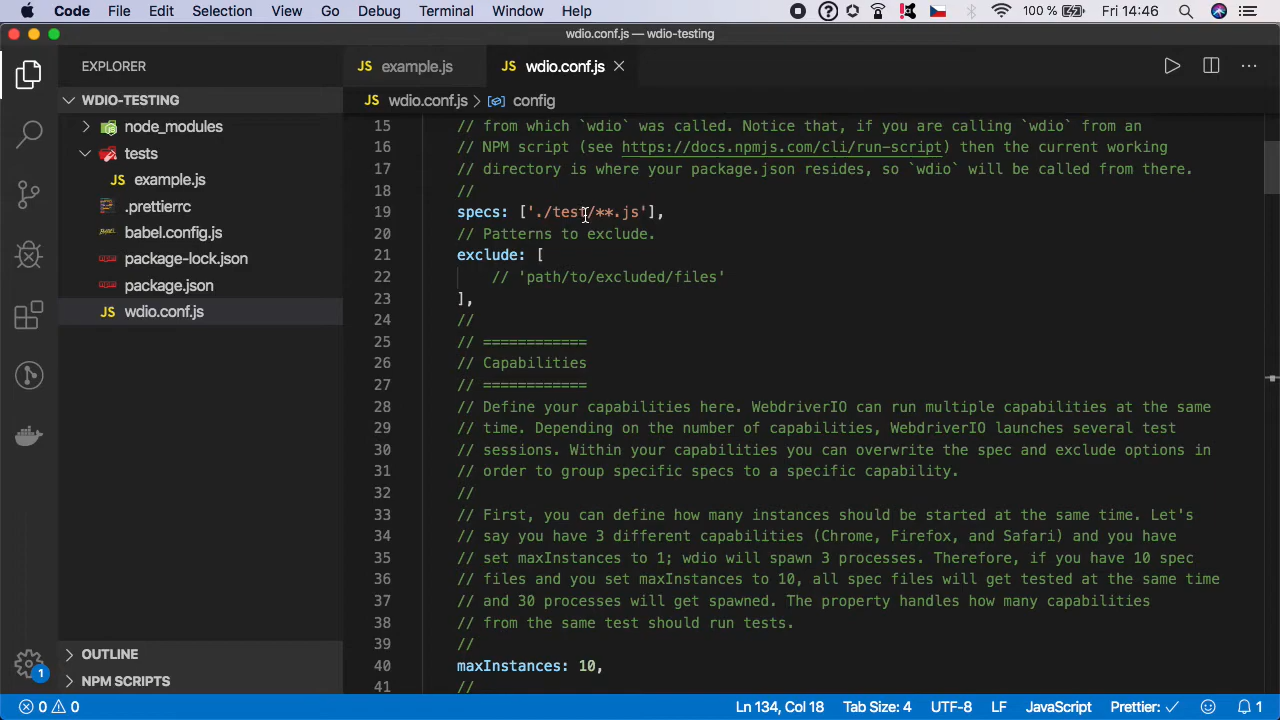 Code File Edit Selection View Go Debug Terminal Window Help 100 % Fri 14:46
wdio.conf.js — wdio-testing
EXPLORER
example.js
wdio.conf.js
WDIO-TESTING
JS wdio.conf.js > config
node_modules
tests
JS example.js
.prettierrc
babel.config.js
package-lock.json
package.json
JS wdio.conf.js
15 // from which `wdio` was called. Notice that, if you are calling `wdio` from an
16 // NPM script (see https://docs.npmjs.com/cli/run-script) then the current working
17 // directory is where your package.json resides, so `wdio` will be called from there.
18 //
19 specs: ['./test/**.js'],
20 // Patterns to exclude.
21 exclude: [
22 // 'path/to/excluded/files'
23 ],
24 //
25 // ============
26 // Capabilities
27 // ============
28 // Define your capabilities here. WebdriverIO can run multiple capabilities at the same
29 // time. Depending on the number of capabilities, WebdriverIO launches several test
30 // sessions. Within your capabilities you can overwrite the spec and exclude options in
31 // order to group specific specs to a specific capability.
32 //
33 // First, you can define how many instances should be started at the same time. Let's
34 // say you have 3 different capabilities (Chrome, Firefox, and Safari) and you have
35 // set maxInstances to 1; wdio will spawn 3 processes. Therefore, if you have 10 spec
36 // files and you set maxInstances to 10, all spec files will get tested at the same time
37 // and 30 processes will get spawned. The property handles how many capabilities
38 // from the same test should run tests.
39 //
40 maxInstances: 10,
41 //
OUTLINE
NPM SCRIPTS
1
0 0
Ln 134, Col 18 Tab Size: 4 UTF-8 LF JavaScript Prettier: ✓ 1